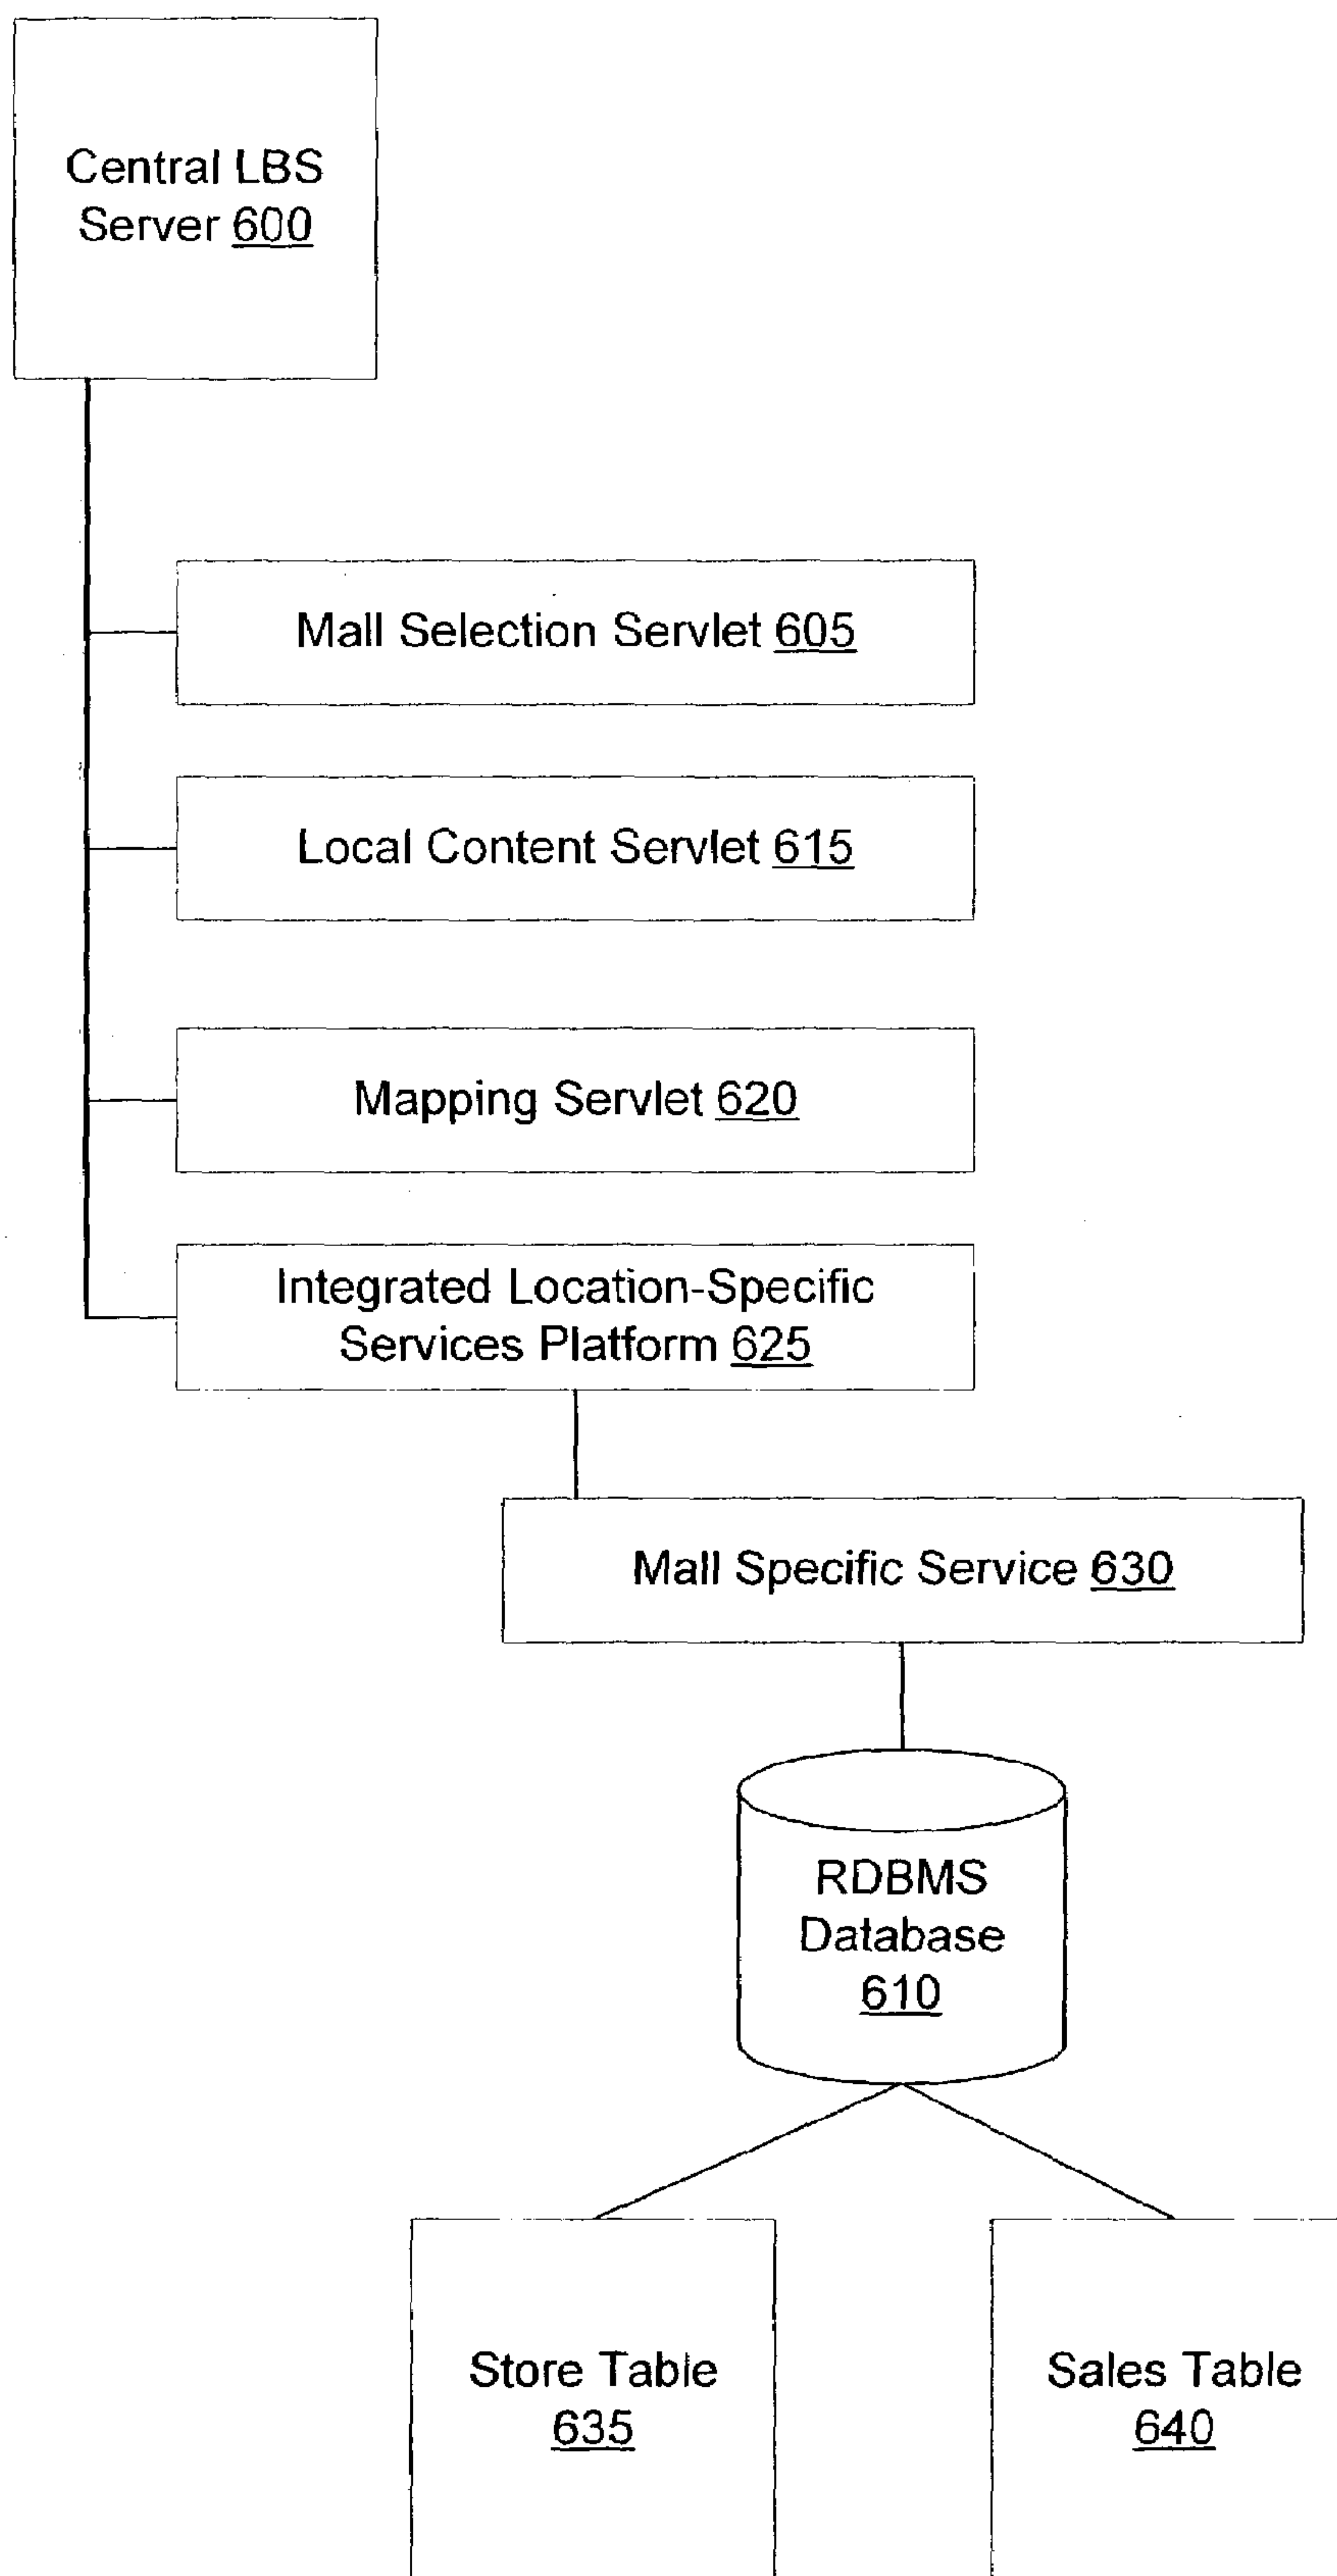 Central LBS
Server 600
Mall Selection Servlet 605
Local Content Servlet 615
Mapping Servlet 620
Integrated Location-Specific
Services Platform 625
Mall Specific Service 630
RDBMS
Database
610
Store Table
635
Sales Table
640